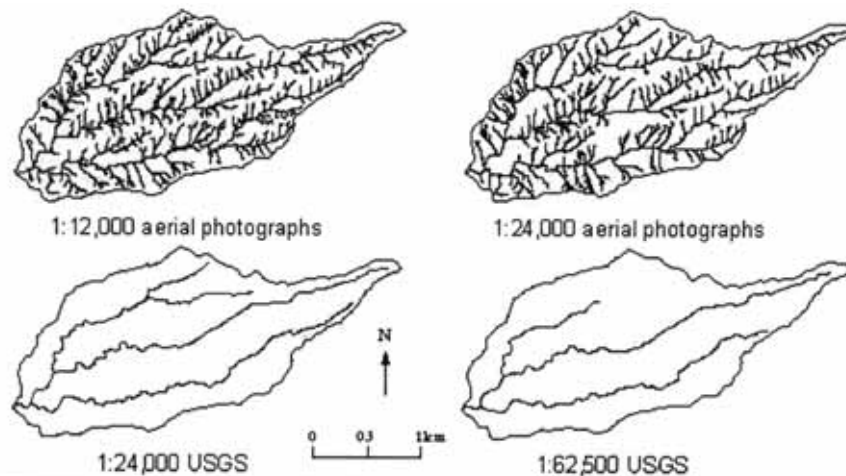 1:12,000 aerial photographs
1:24,000 aerial photographs
N
0 0.5 1km
1:24,000 USGS
1:62,500 USGS